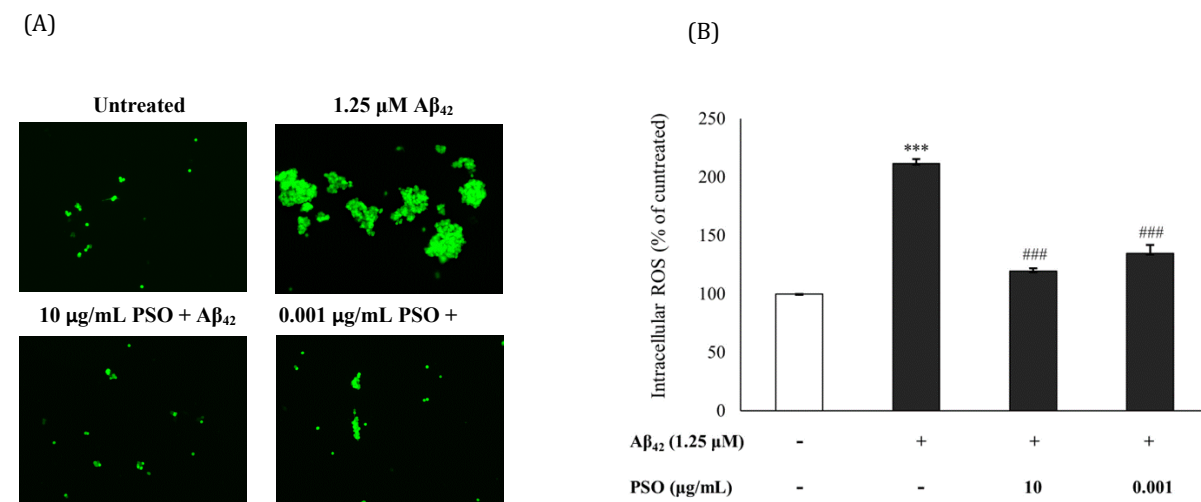 (A)
Untreated
1.25 μM Aβ₄₂
10 μg/mL PSO + Aβ₄₂
0.001 μg/mL PSO +
(B)
Intracellular ROS (% of cuntreated)
250
200
150
100
50
0
***
###
###
Aβ₄₂ (1.25 μM) - + + +
PSO (μg/mL) - - 10 0.001